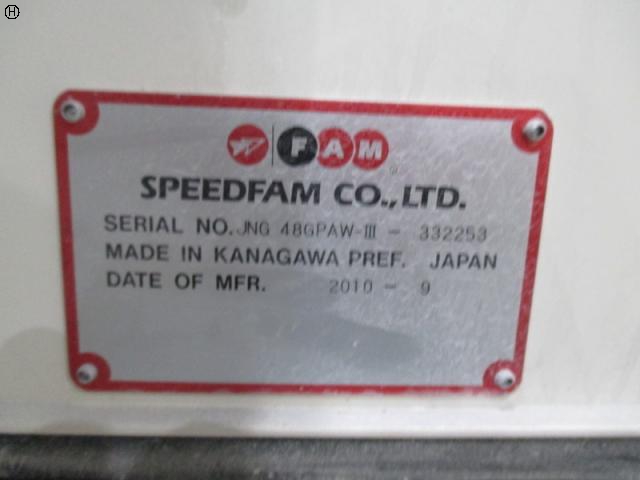 H
FAM
SPEEDFAM CO.,LTD.
SERIAL NO. JNG 48GPAW-III - 332253
MADE IN KANAGAWA PREF. JAPAN
DATE OF MFR. 2010 - 9